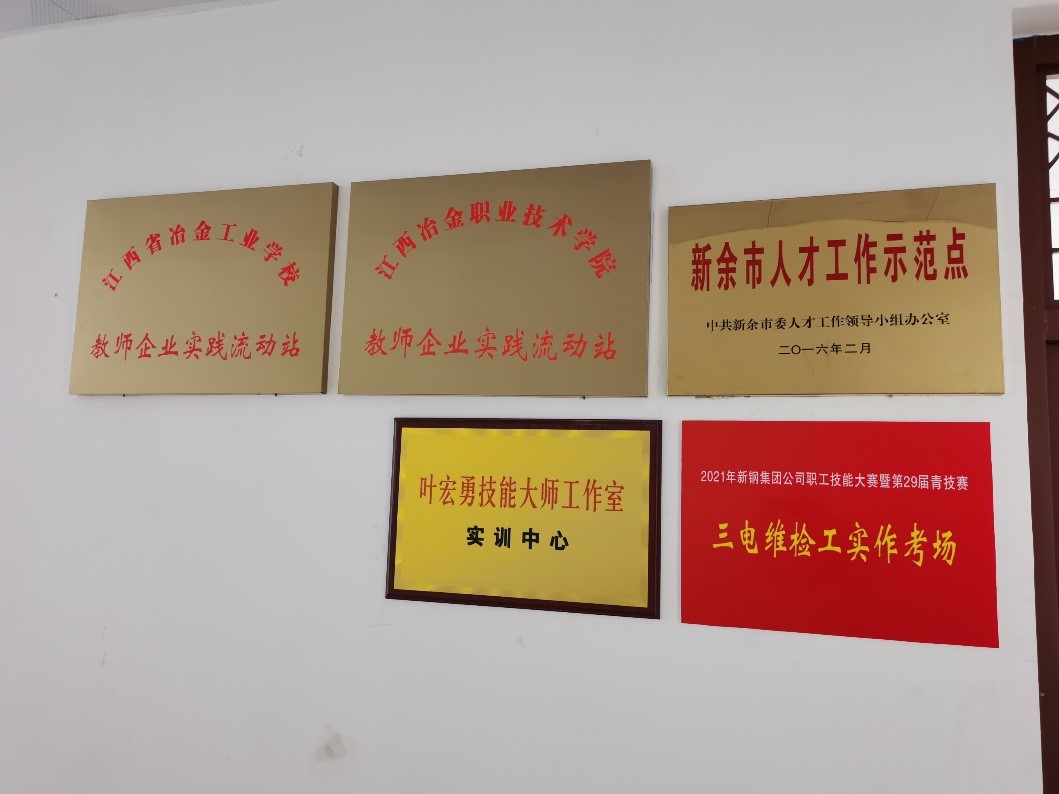 江西省冶金工业学校
教师企业实践流动站
江西冶金职业技术学院
教师企业实践流动站
新余市人才工作示范点
中共新余市委人才工作领导小组办公室
二〇一六年二月
叶宏勇技能大师工作室
实训中心
2021年新钢集团公司职工技能大赛暨第29届青技赛
三电维检工实作考场